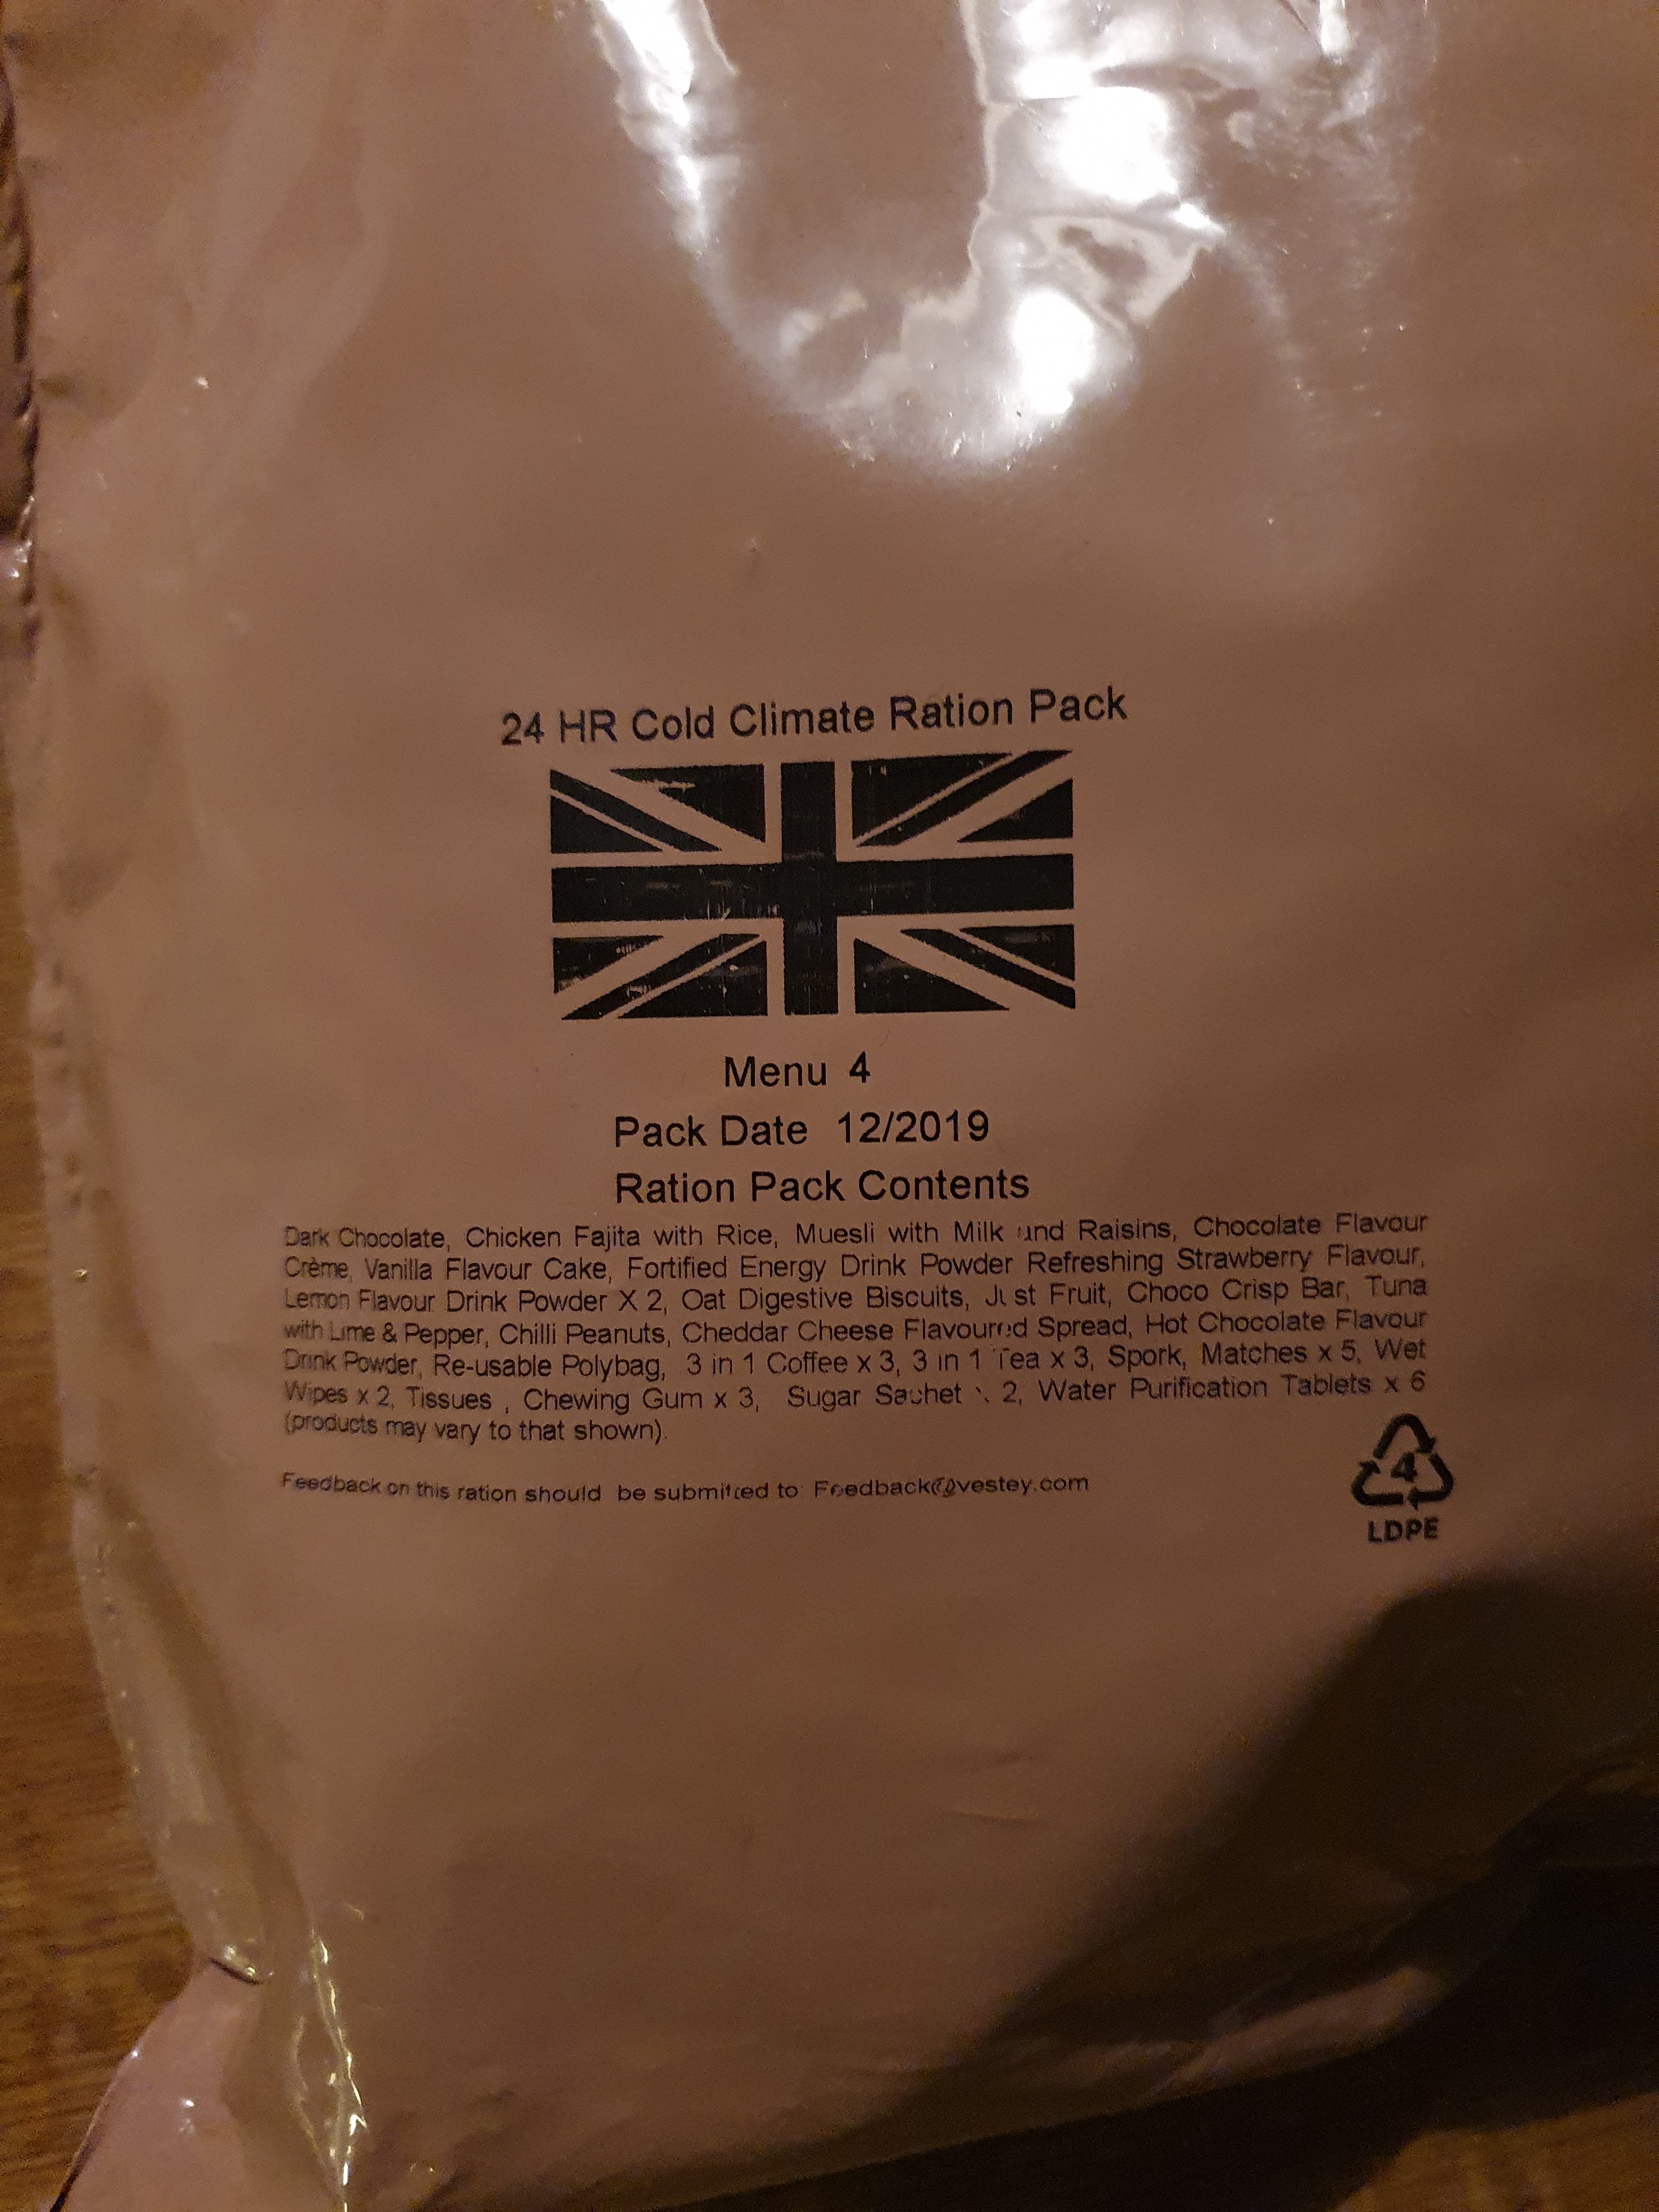 24 HR Cold Climate Ration Pack
Menu 4
Pack Date 12/2019
Ration Pack Contents
Dark Chocolate, Chicken Fajita with Rice, Muesli with Milk and Raisins, Chocolate Flavour
Crème, Vanilla Flavour Cake, Fortified Energy Drink Powder Refreshing Strawberry Flavour,
Lemon Flavour Drink Powder X 2, Oat Digestive Biscuits, Just Fruit, Choco Crisp Bar, Tuna
with Lime & Pepper, Chilli Peanuts, Cheddar Cheese Flavoured Spread, Hot Chocolate Flavour
Drink Powder, Re-usable Polybag, 3 in 1 Coffee x 3, 3 in 1 Tea x 3, Spork, Matches x 5, Wet
Wipes x 2, Tissues , Chewing Gum x 3, Sugar Sachet x 2, Water Purification Tablets x 6
(products may vary to that shown).
Feedback on this ration should be submitted to Feedback@vestey.com
4
LDPE